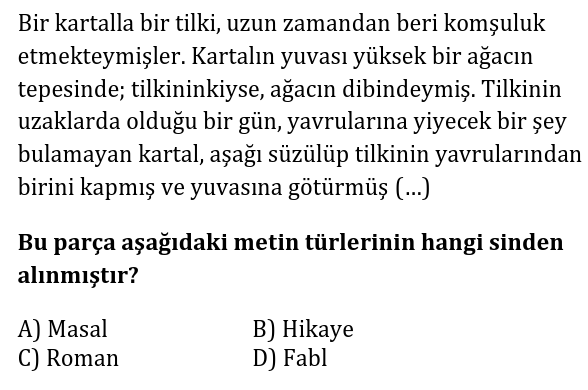 Bir kartalla bir tilki, uzun zamandan beri komşuluk
etmekteymişler. Kartalın yuvası yüksek bir ağacın
tepesinde; tilkininkiyse, ağacın dibindeymiş. Tilkinin
uzaklarda olduğu bir gün, yavrularına yiyecek bir şey
bulamayan kartal, aşağı süzülüp tilkinin yavrularından
birini kapmış ve yuvasına götürmüş (...)
Bu parça aşağıdaki metin türlerinin hangi sinden
alınmıştır?
A) Masal B) Hikaye
C) Roman D) Fabl